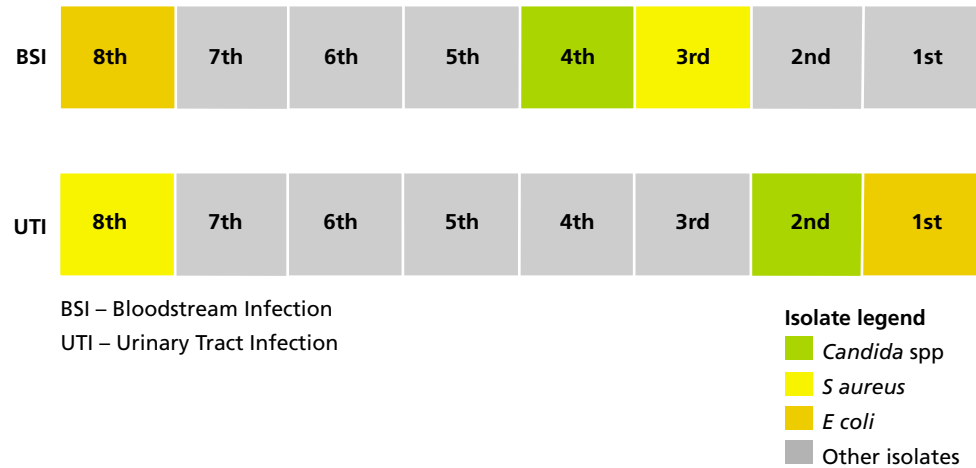 BSI 8th 7th 6th 5th 4th 3rd 2nd 1st
UTI 8th 7th 6th 5th 4th 3rd 2nd 1st
BSI – Bloodstream Infection
UTI – Urinary Tract Infection
Isolate legend
Candida spp
S aureus
E coli
Other isolates